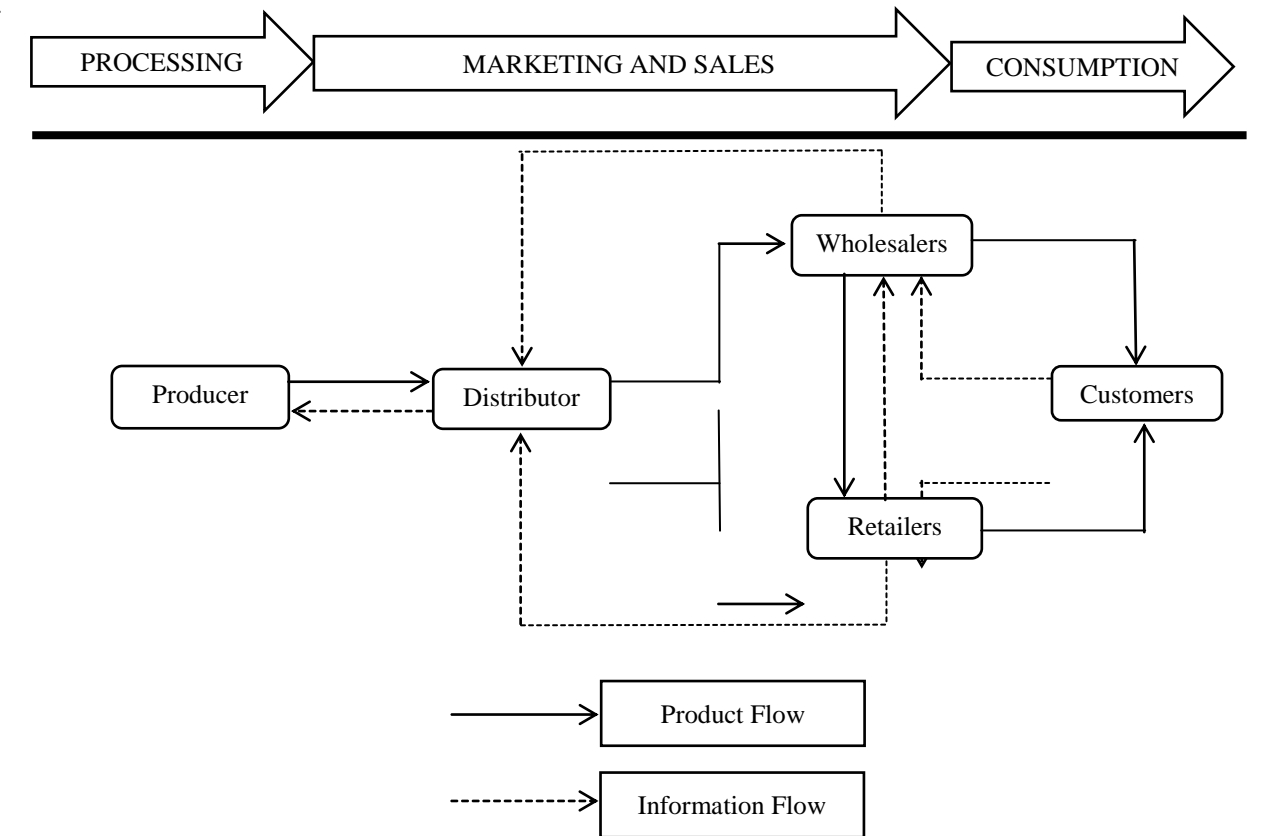 PROCESSING
MARKETING AND SALES
CONSUMPTION
Wholesalers
Producer
Distributor
Customers
Retailers
Product Flow
Information Flow